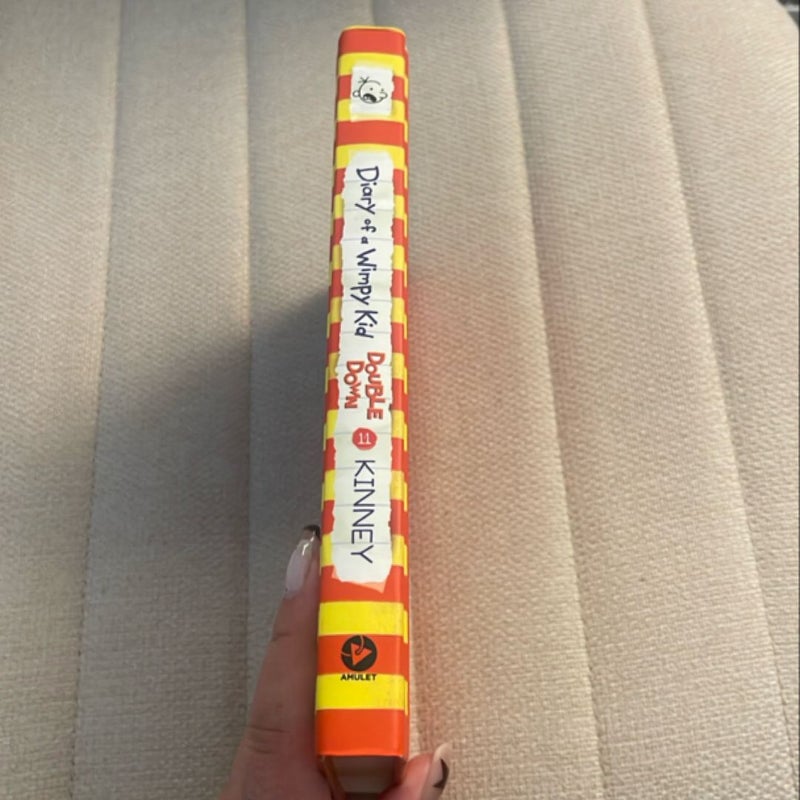 Diary of a Wimpy Kid
DOUBLE
DOWN
11
KINNEY
AMULET